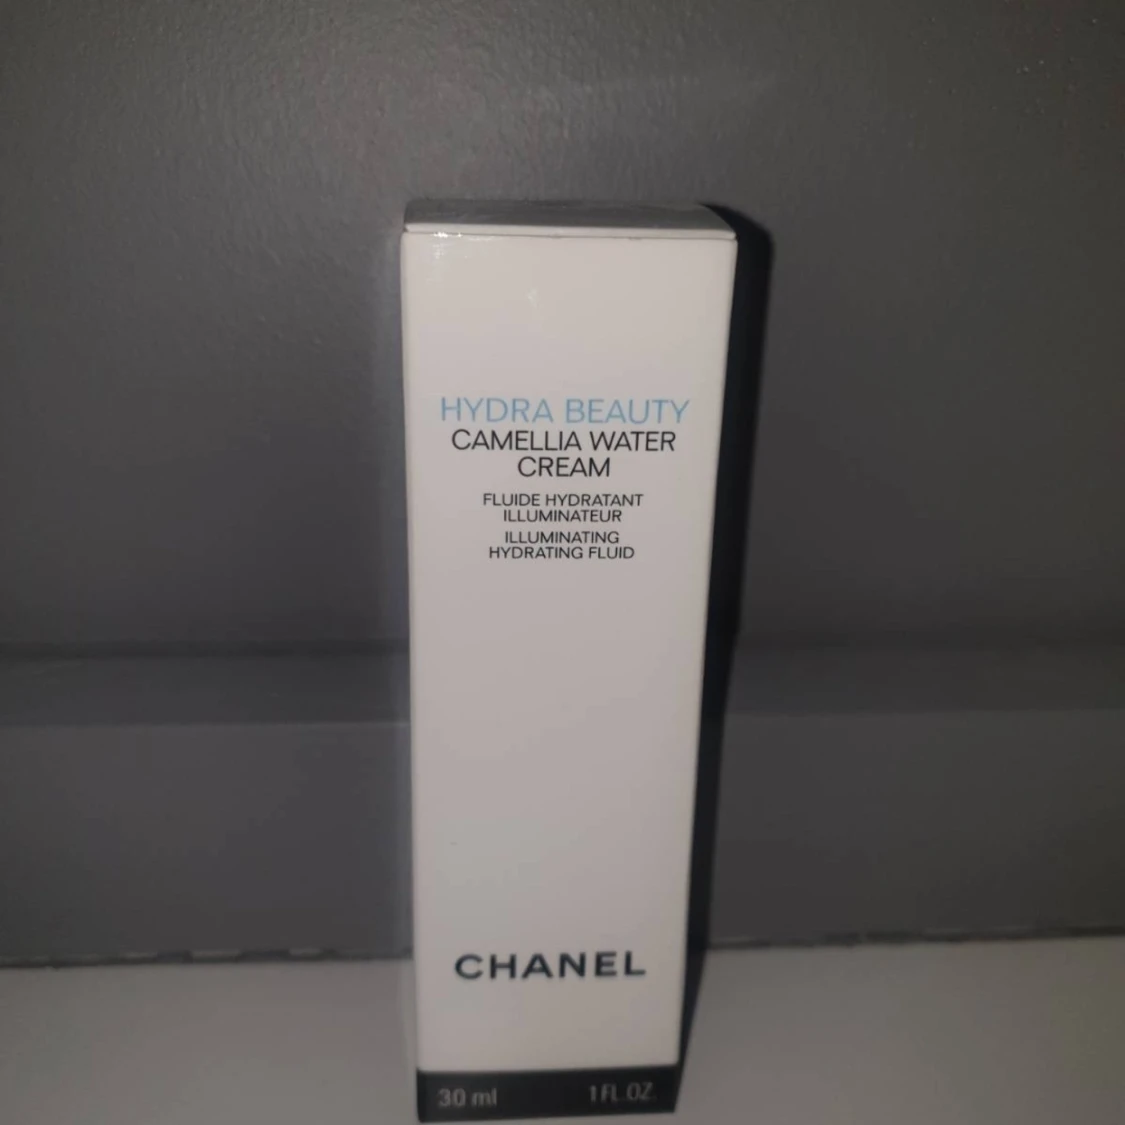 HYDRA BEAUTY
CAMELLIA WATER
CREAM
FLUIDE HYDRATANT
ILLUMINATEUR
ILLUMINATING
HYDRATING FLUID
CHANEL
30 ml 1 FL.OZ.